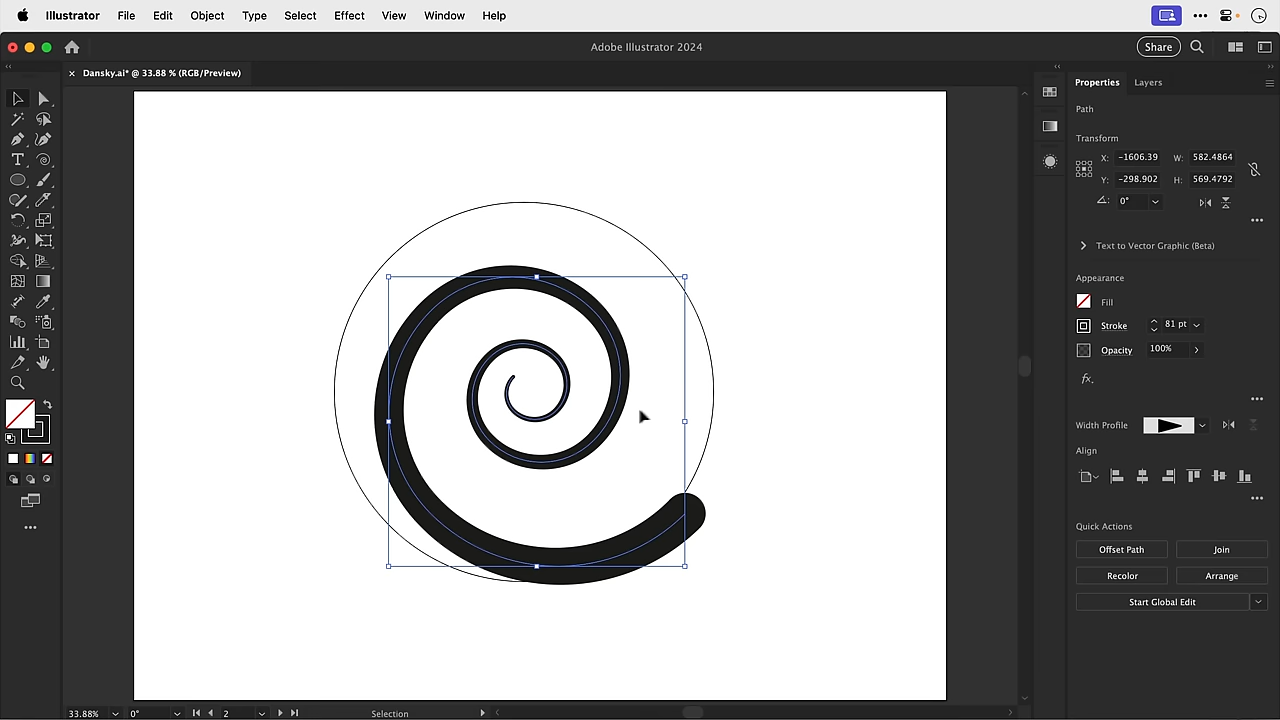 Illustrator File Edit Object Type Select Effect View Window Help
Adobe Illustrator 2024
Share
Dansky.ai* @ 33.88 % (RGB/Preview)
Properties Layers
Path
Transform
X: -1606.39 W: 582.4864
Y: -298.902 H: 569.4792
0°
Text to Vector Graphic (Beta)
Appearance
Fill
Stroke 81 pt
Opacity 100%
fx.
Width Profile
Align
Quick Actions
Offset Path Join
Recolor Arrange
Start Global Edit
33.88% 0° 2 Selection